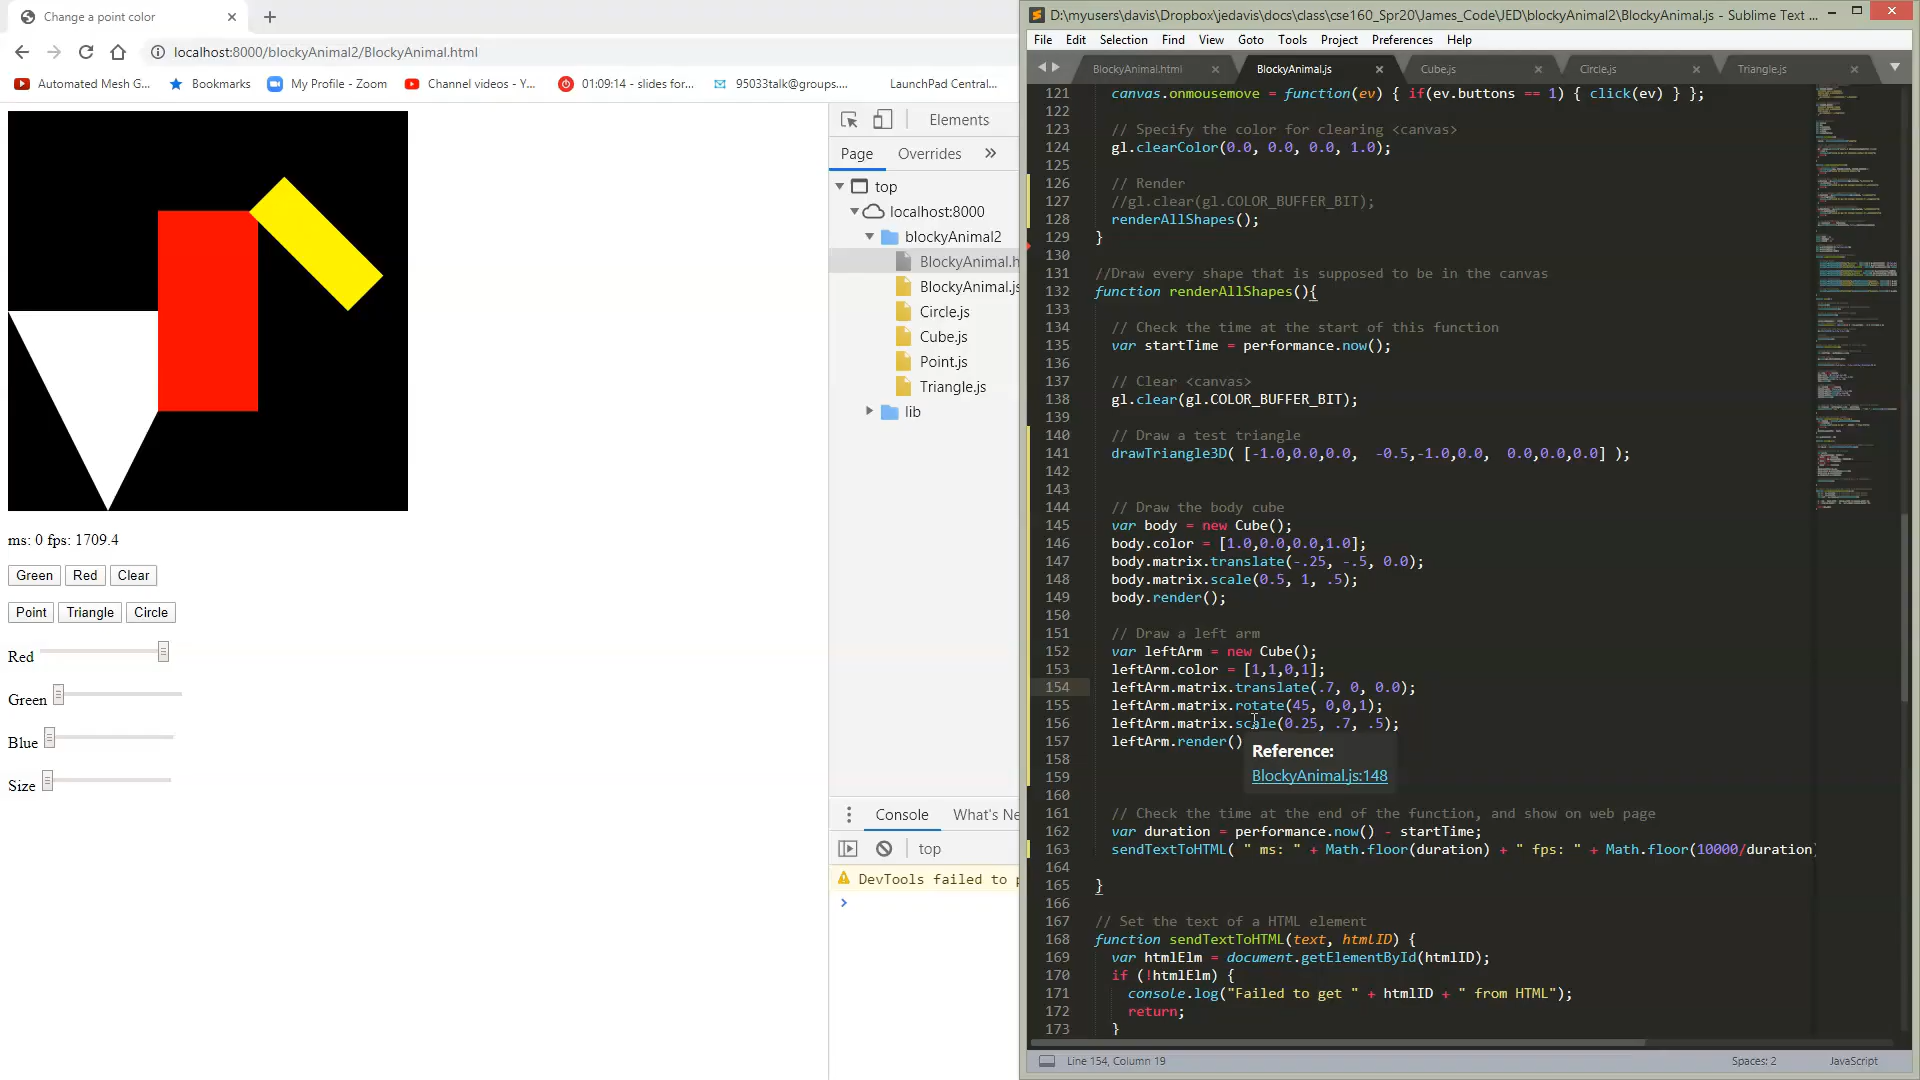 Change a point color
localhost:8000/blockyAnimal2/BlockyAnimal.html
Automated Mesh G... Bookmarks My Profile - Zoom Channel videos - Y... 01:09:14 - slides for... 95033talk@groups.... LaunchPad Central...
ms: 0 fps: 1709.4
Green Red Clear
Point Triangle Circle
Red
Green
Blue
Size
Elements
Page Overrides »
top
localhost:8000
blockyAnimal2
BlockyAnimal.h
BlockyAnimal.js
Circle.js
Cube.js
Point.js
Triangle.js
lib
Console What's Ne
top
DevTools failed to p
D:\myusers\davis\Dropbox\jedavis\docs\class\cse160_Spr20\James_Code\JED\blockyAnimal2\BlockyAnimal.js - Sublime Text ...
File Edit Selection Find View Goto Tools Project Preferences Help
BlockyAnimal.html BlockyAnimal.js Cube.js Circle.js Triangle.js
121 canvas.onmousemove = function(ev) { if(ev.buttons == 1) { click(ev) } };
122
123 // Specify the color for clearing <canvas>
124 gl.clearColor(0.0, 0.0, 0.0, 1.0);
125
126 // Render
127 //gl.clear(gl.COLOR_BUFFER_BIT);
128 renderAllShapes();
129 }
130
131 //Draw every shape that is supposed to be in the canvas
132 function renderAllShapes(){
133
134 // Check the time at the start of this function
135 var startTime = performance.now();
136
137 // Clear <canvas>
138 gl.clear(gl.COLOR_BUFFER_BIT);
139
140 // Draw a test triangle
141 drawTriangle3D( [-1.0,0.0,0.0, -0.5,-1.0,0.0, 0.0,0.0,0.0] );
142
143
144 // Draw the body cube
145 var body = new Cube();
146 body.color = [1.0,0.0,0.0,1.0];
147 body.matrix.translate(-.25, -.5, 0.0);
148 body.matrix.scale(0.5, 1, .5);
149 body.render();
150
151 // Draw a left arm
152 var leftArm = new Cube();
153 leftArm.color = [1,1,0,1];
154 leftArm.matrix.translate(.7, 0, 0.0);
155 leftArm.matrix.rotate(45, 0,0,1);
156 leftArm.matrix.scale(0.25, .7, .5);
157 leftArm.render()
158
159
160
161 // Check the time at the end of the function, and show on web page
162 var duration = performance.now() - startTime;
163 sendTextToHTML( " ms: " + Math.floor(duration) + " fps: " + Math.floor(10000/duration)
164
165 }
166
167 // Set the text of a HTML element
168 function sendTextToHTML(text, htmlID) {
169 var htmlElm = document.getElementById(htmlID);
170 if (!htmlElm) {
171 console.log("Failed to get " + htmlID + " from HTML");
172 return;
173 }
Reference:
BlockyAnimal.js:148
Line 154, Column 19 Spaces: 2 JavaScript